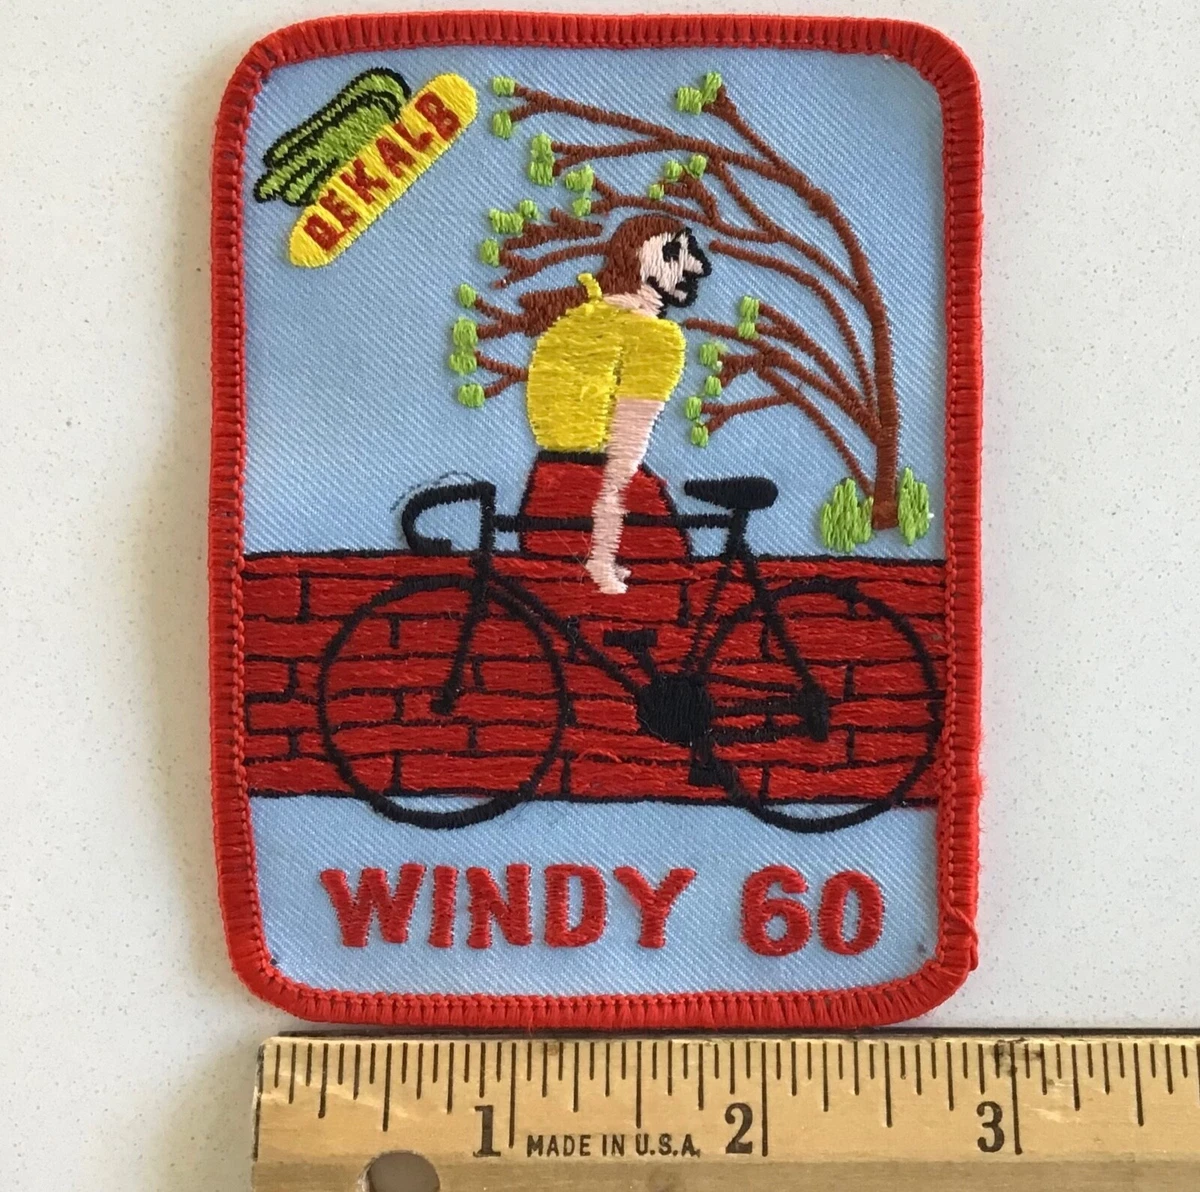 DEKALB
WINDY 60
1 MADE IN U.S.A. 2 3